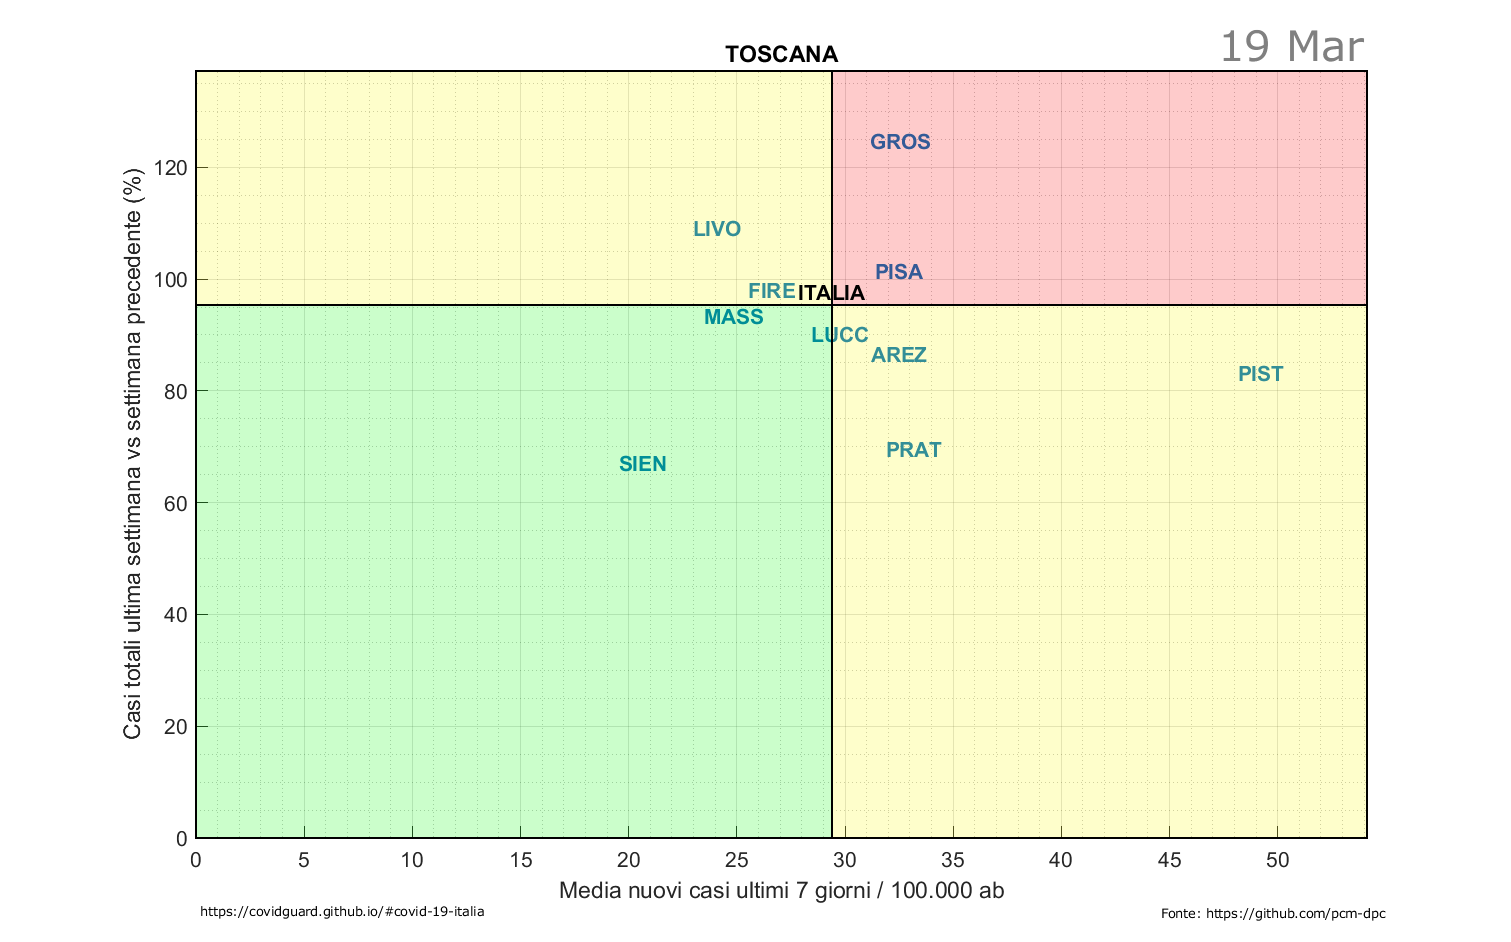 19 Mar
TOSCANA
Casi totali ultima settimana vs settimana precedente (%)
120
100
80
60
40
20
0
GROS
LIVO
PISA
FIRE
ITALIA
MASS
LUCC
AREZ
PIST
PRAT
SIEN
0 5 10 15 20 25 30 35 40 45 50
Media nuovi casi ultimi 7 giorni / 100.000 ab
https://covidguard.github.io/#covid-19-italia
Fonte: https://github.com/pcm-dpc